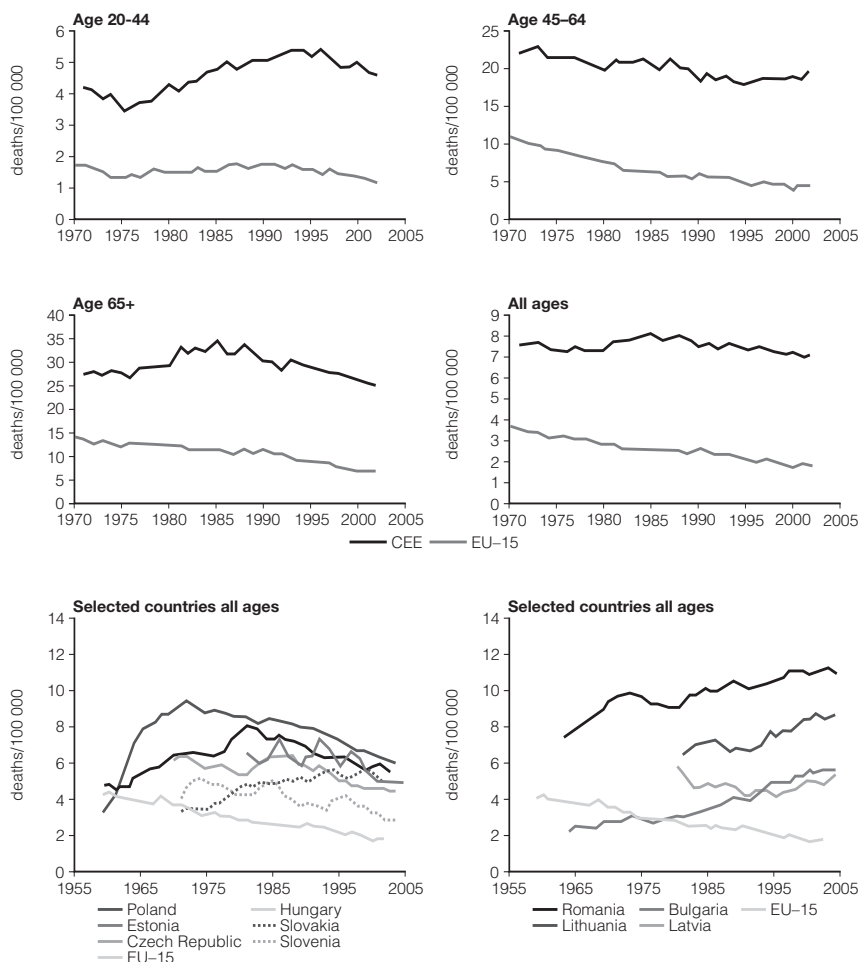 Age 20-44
deaths/100 000
6
5
4
3
2
1
0
1970 1975 1980 1985 1990 1995 2000 2005
Age 45–64
deaths/100 000
25
20
15
10
5
0
1970 1975 1980 1985 1990 1995 2000 2005
Age 65+
deaths/100 000
40
35
30
25
20
15
10
5
0
1970 1975 1980 1985 1990 1995 2000 2005
All ages
deaths/100 000
9
8
7
6
5
4
3
2
1
0
1970 1975 1980 1985 1990 1995 2000 2005
CEE EU–15
Selected countries all ages
deaths/100 000
14
12
10
8
6
4
2
0
1955 1965 1975 1985 1995 2005
Poland Hungary
Estonia Slovakia
Czech Republic Slovenia
EU–15
Selected countries all ages
deaths/100 000
14
12
10
8
6
4
2
0
1955 1965 1975 1985 1995 2005
Romania Bulgaria EU–15
Lithuania Latvia